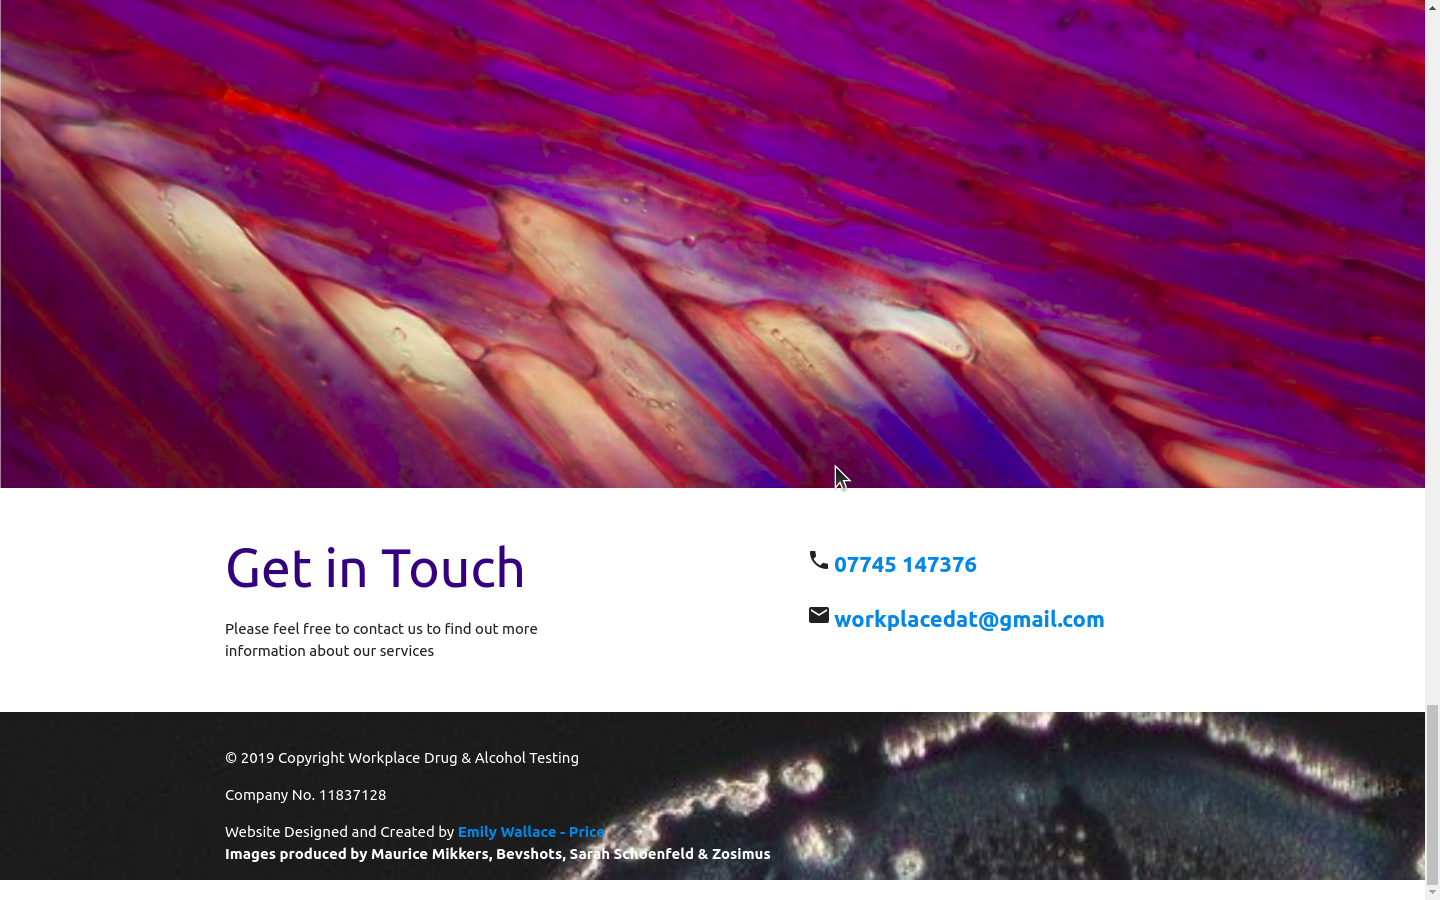 Get in Touch
Please feel free to contact us to find out more
information about our services
07745 147376
workplacedat@gmail.com
© 2019 Copyright Workplace Drug & Alcohol Testing
Company No. 11837128
Website Designed and Created by Emily Wallace - Price
Images produced by Maurice Mikkers, Bevshots, Sarah Schoenfeld & Zosimus